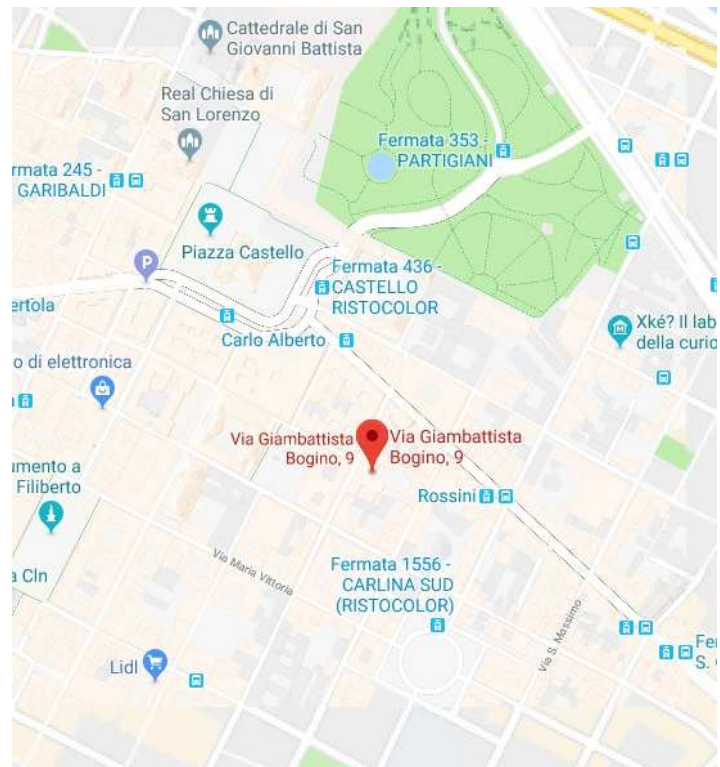 Cattedrale di San
Giovanni Battista
Real Chiesa di
San Lorenzo
Fermata 353 -
PARTIGIANI
rmata 245 -
GARIBALDI
P
Piazza Castello
Fermata 436 -
CASTELLO
RISTOCOLOR
ertola
Carlo Alberto
Xké? Il lab
della curio
o di elettronica
Via Giambattista
Bogino, 9
Via Giambattista
Bogino, 9
umento a
Filiberto
Rossini
a Cln
Via Maria Vittoria
Fermata 1556 -
CARLINA SUD
(RISTOCOLOR)
Via S. Massimo
Lidl
Fe
S.